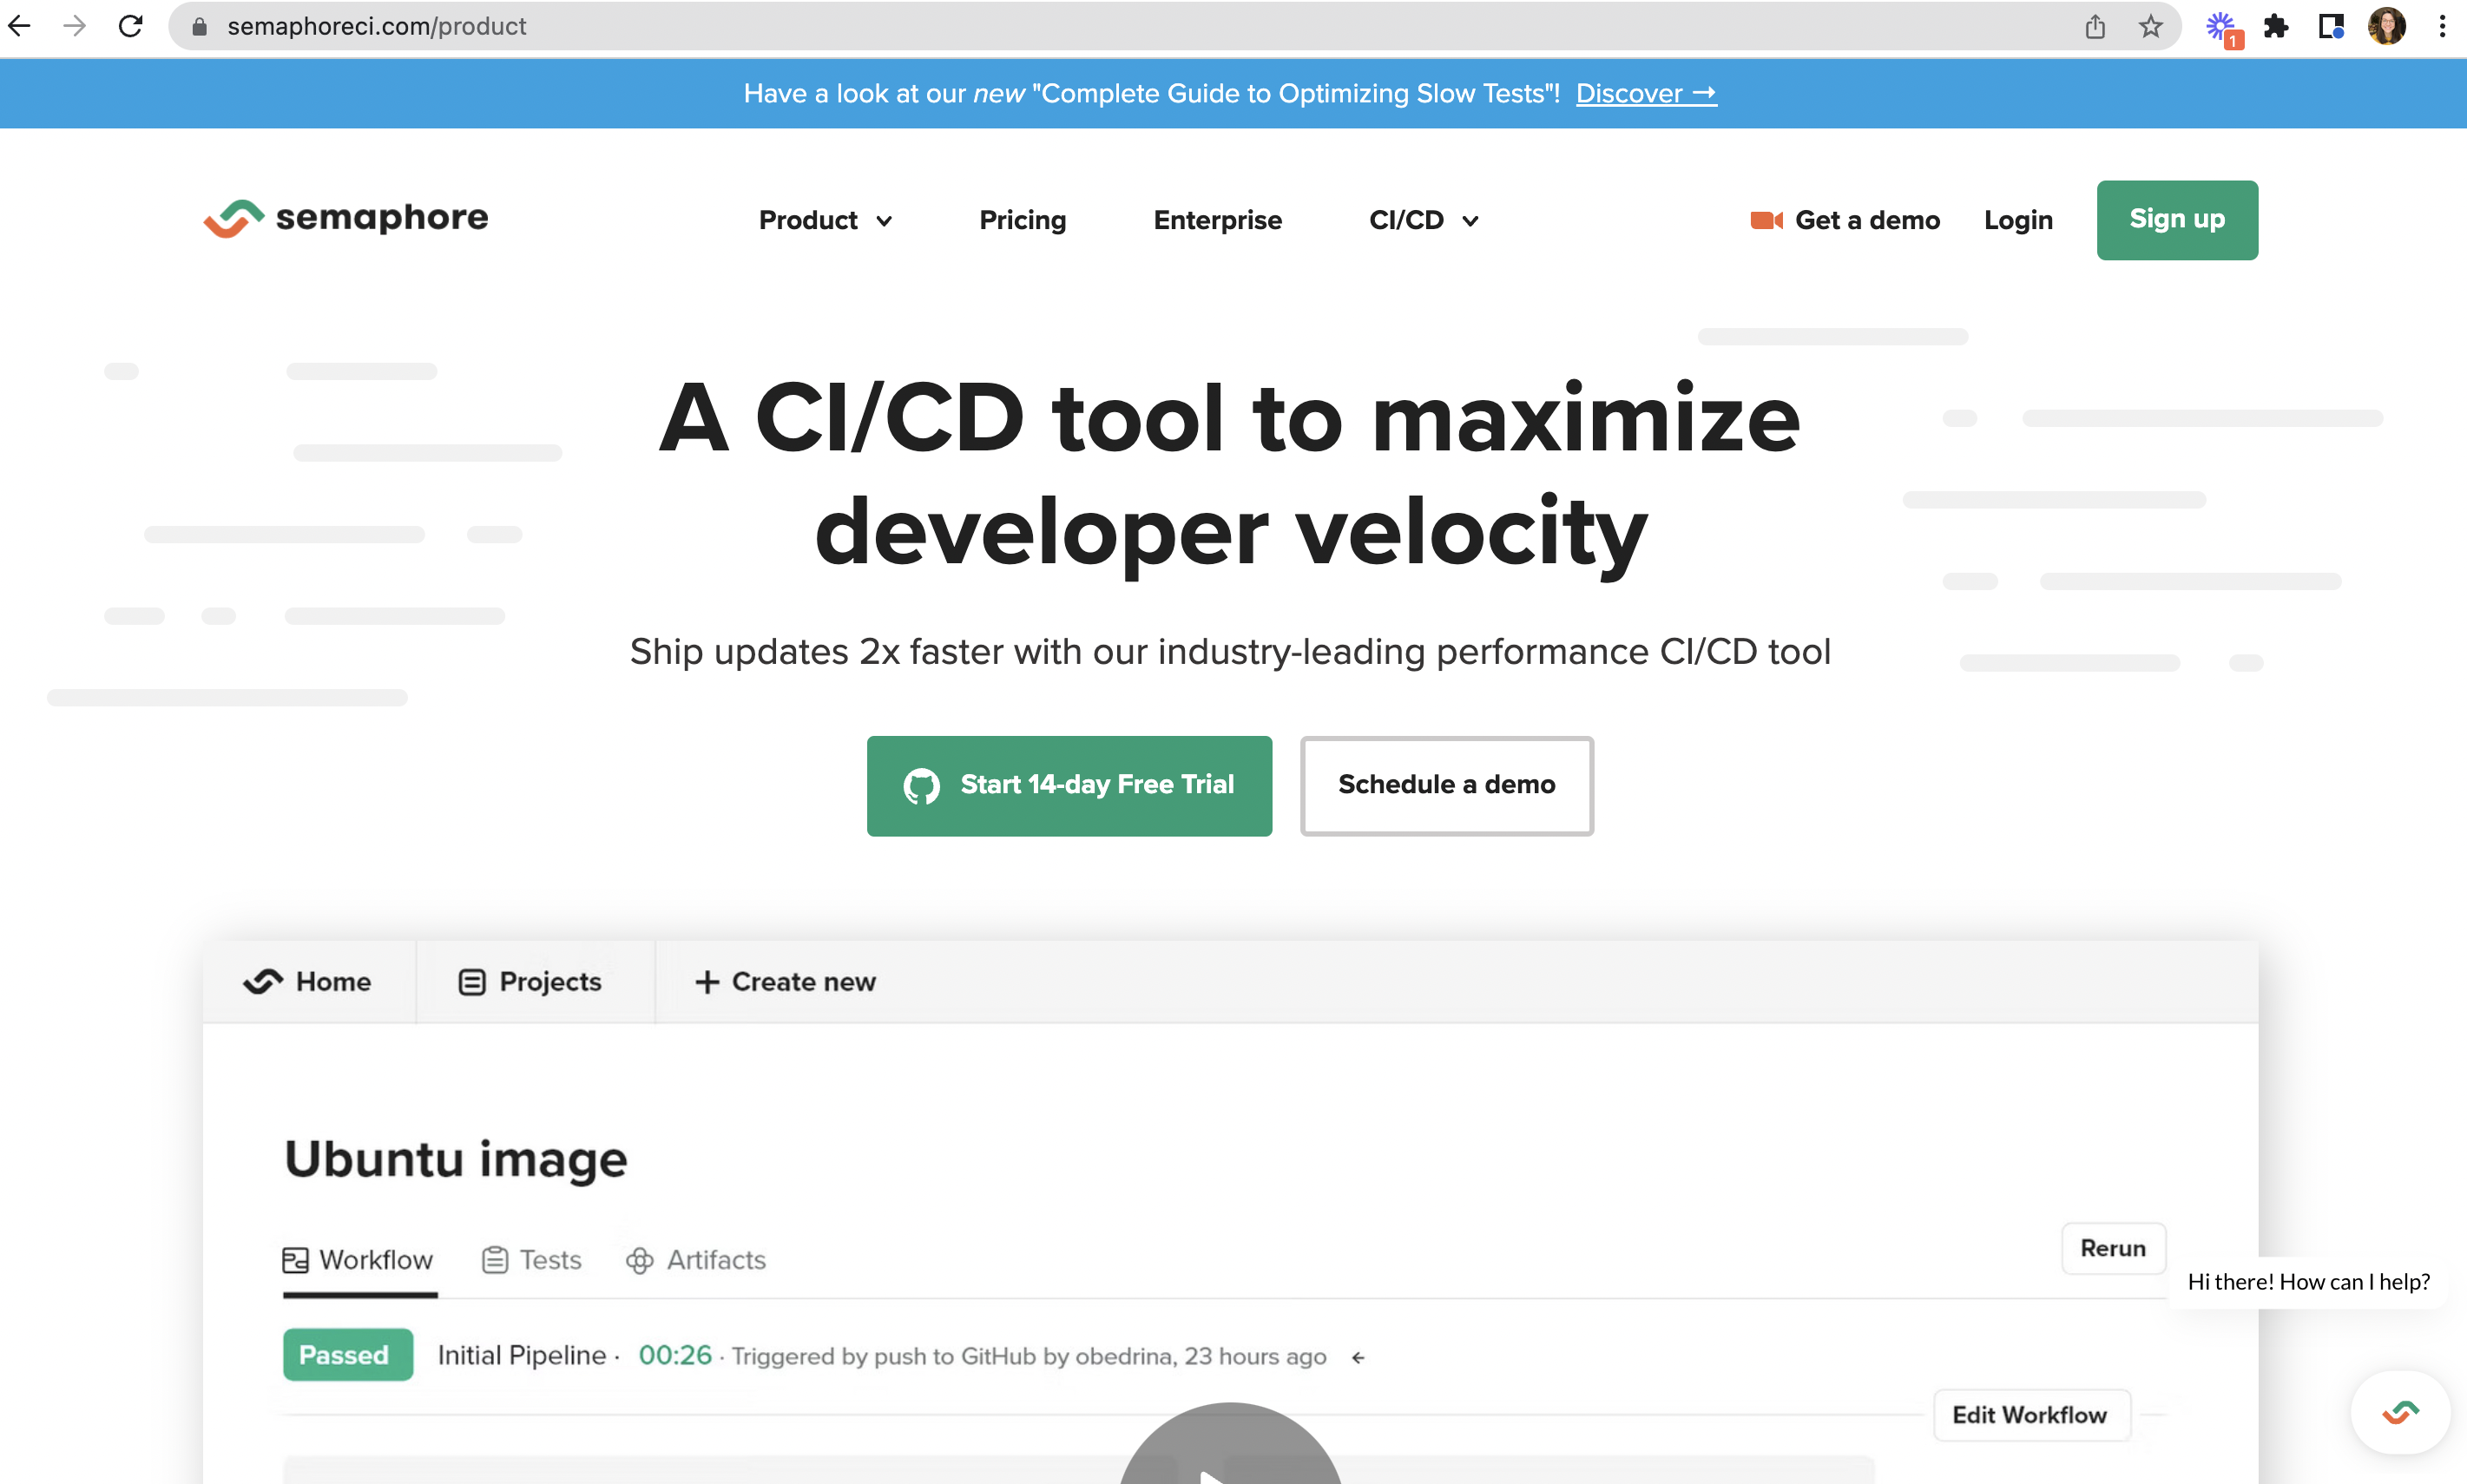 semaphoreci.com/product
1
Have a look at our new "Complete Guide to Optimizing Slow Tests"! Discover →
semaphore
Product
Pricing
Enterprise
CI/CD
Get a demo
Login
Sign up
A CI/CD tool to maximize
developer velocity
Ship updates 2x faster with our industry-leading performance CI/CD tool
Start 14-day Free Trial
Schedule a demo
Home
Projects
+ Create new
Ubuntu image
Workflow
Tests
Artifacts
Rerun
Hi there! How can I help?
Passed
Initial Pipeline · 00:26 · Triggered by push to GitHub by obedrina, 23 hours ago ←
Edit Workflow